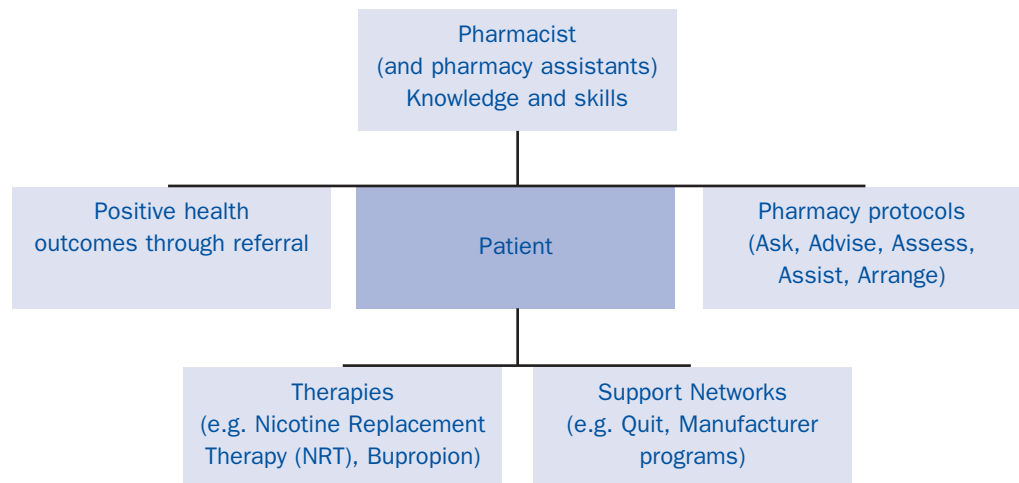 Pharmacist
(and pharmacy assistants)
Knowledge and skills
Positive health
outcomes through referral
Patient
Pharmacy protocols
(Ask, Advise, Assess,
Assist, Arrange)
Therapies
(e.g. Nicotine Replacement
Therapy (NRT), Bupropion)
Support Networks
(e.g. Quit, Manufacturer
programs)